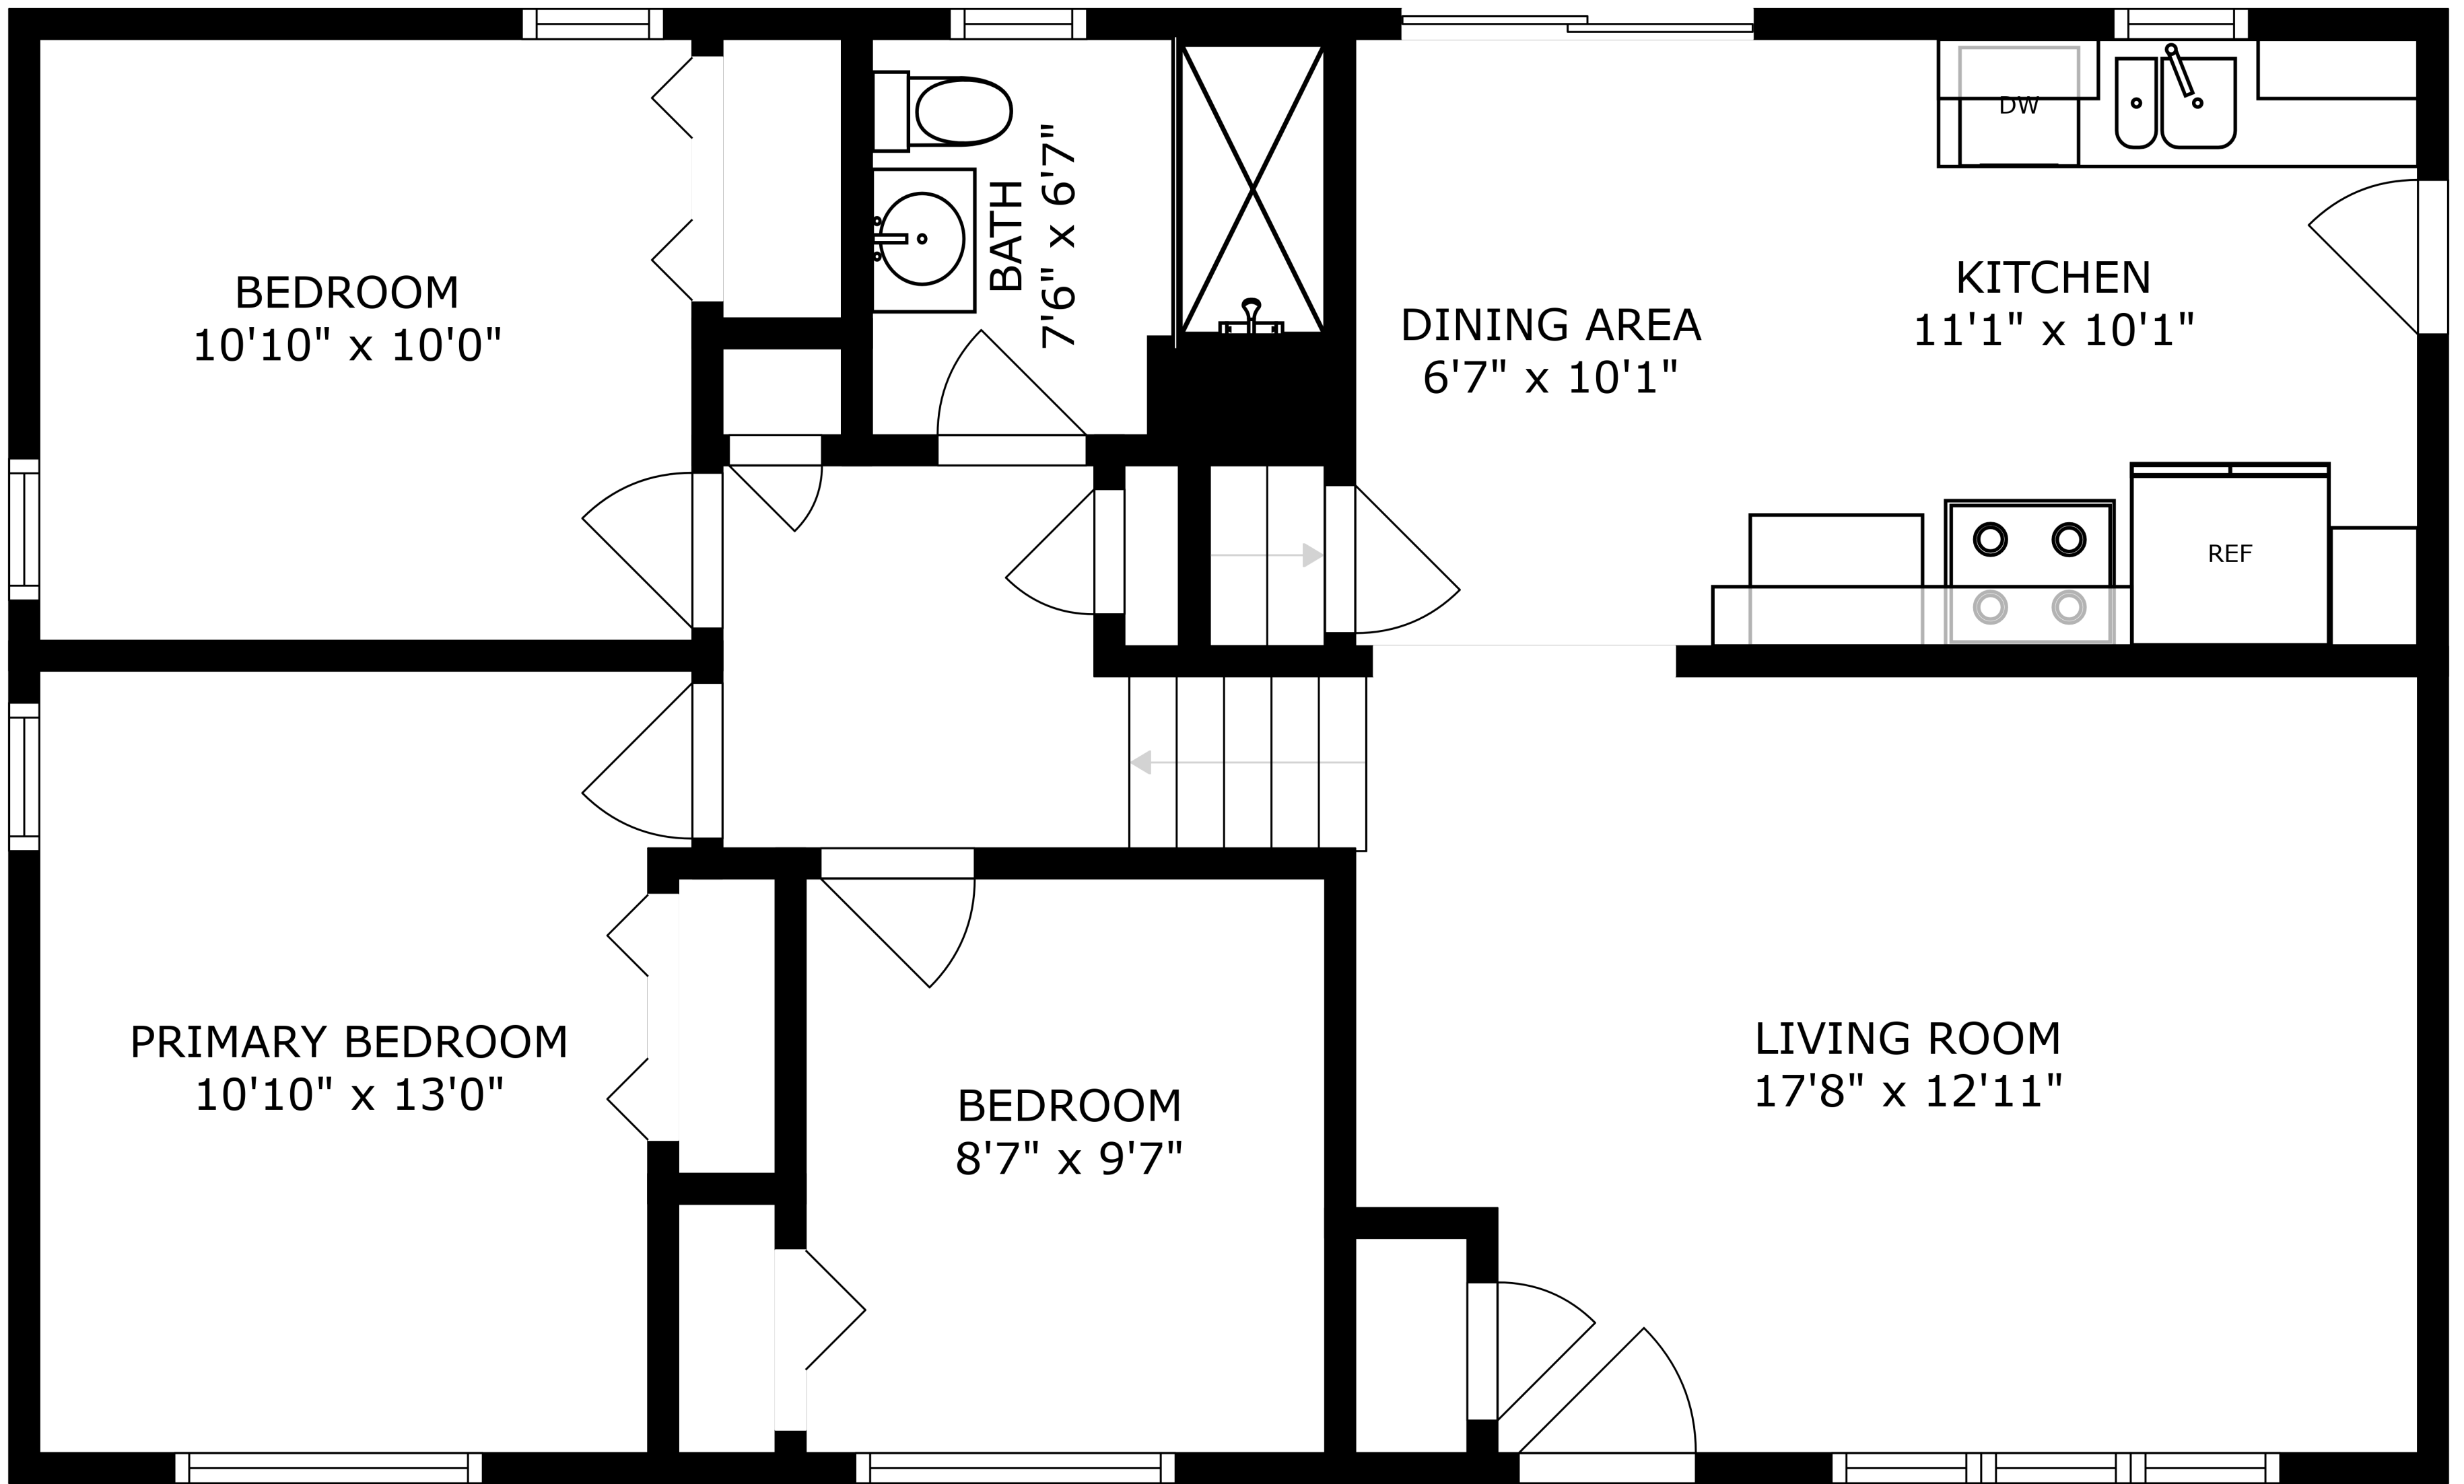 BEDROOM
10'10" x 10'0"
BATH
7'6" x 6'7"
DINING AREA
6'7" x 10'1"
DW
KITCHEN
11'1" x 10'1"
REF
PRIMARY BEDROOM
10'10" x 13'0"
BEDROOM
8'7" x 9'7"
LIVING ROOM
17'8" x 12'11"